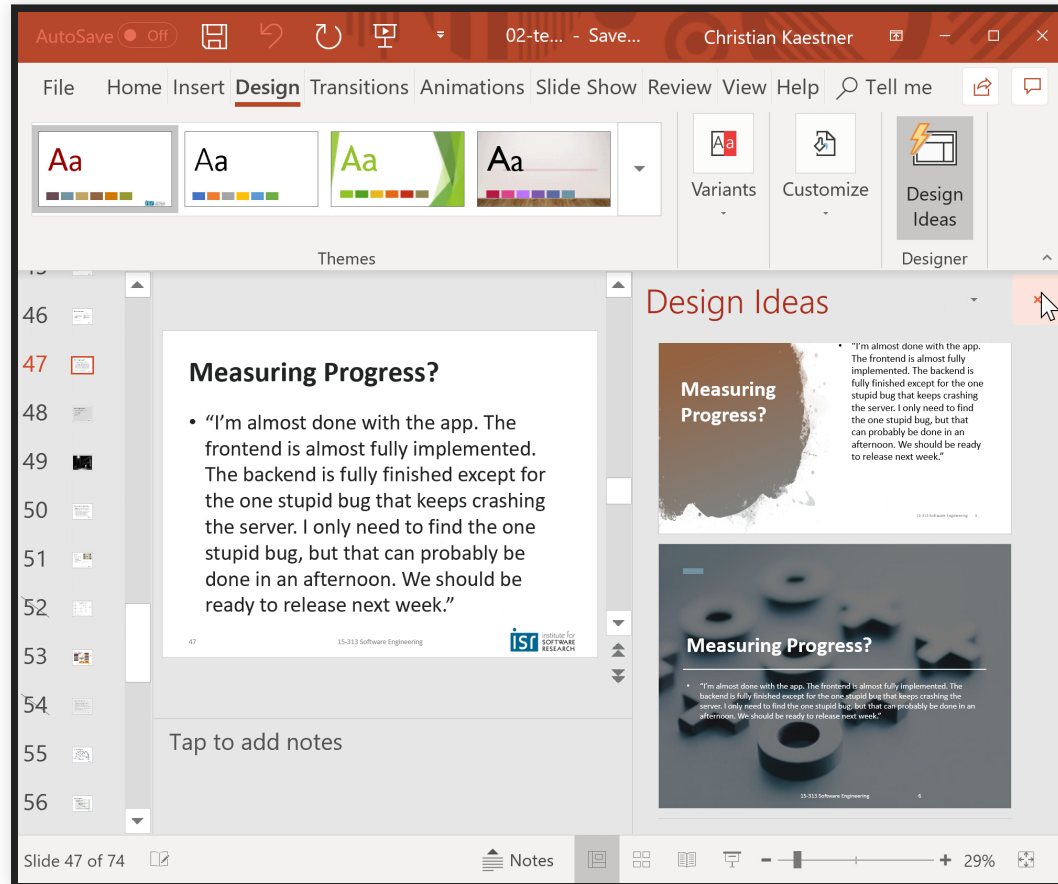 AutoSave Off 02-te... - Save... Christian Kaestner
File Home Insert Design Transitions Animations Slide Show Review View Help Tell me
Aa Aa Aa Aa
Aa
Variants Customize Design
Ideas
Themes Designer
46
47
48
49
50
51
52
53
54
55
56
Measuring Progress?
• “I’m almost done with the app. The
frontend is almost fully implemented.
The backend is fully finished except for
the one stupid bug that keeps crashing
the server. I only need to find the one
stupid bug, but that can probably be
done in an afternoon. We should be
ready to release next week.”
47 15-313 Software Engineering
isr institute for
SOFTWARE
RESEARCH
Tap to add notes
Design Ideas
Measuring
Progress?
• "I'm almost done with the app.
The frontend is almost fully
implemented. The backend is
fully finished except for the one
stupid bug that keeps crashing
the server. I only need to find
the one stupid bug, but that
can probably be done in an
afternoon. We should be ready
to release next week."
15-313 Software Engineering 5
Measuring Progress?
• "I'm almost done with the app. The frontend is almost fully implemented. The
backend is fully finished except for the one stupid bug that keeps crashing the
server. I only need to find the one stupid bug, but that can probably be done in an
afternoon. We should be ready to release next week."
15-313 Software Engineering 6
Slide 47 of 74 Notes 29%